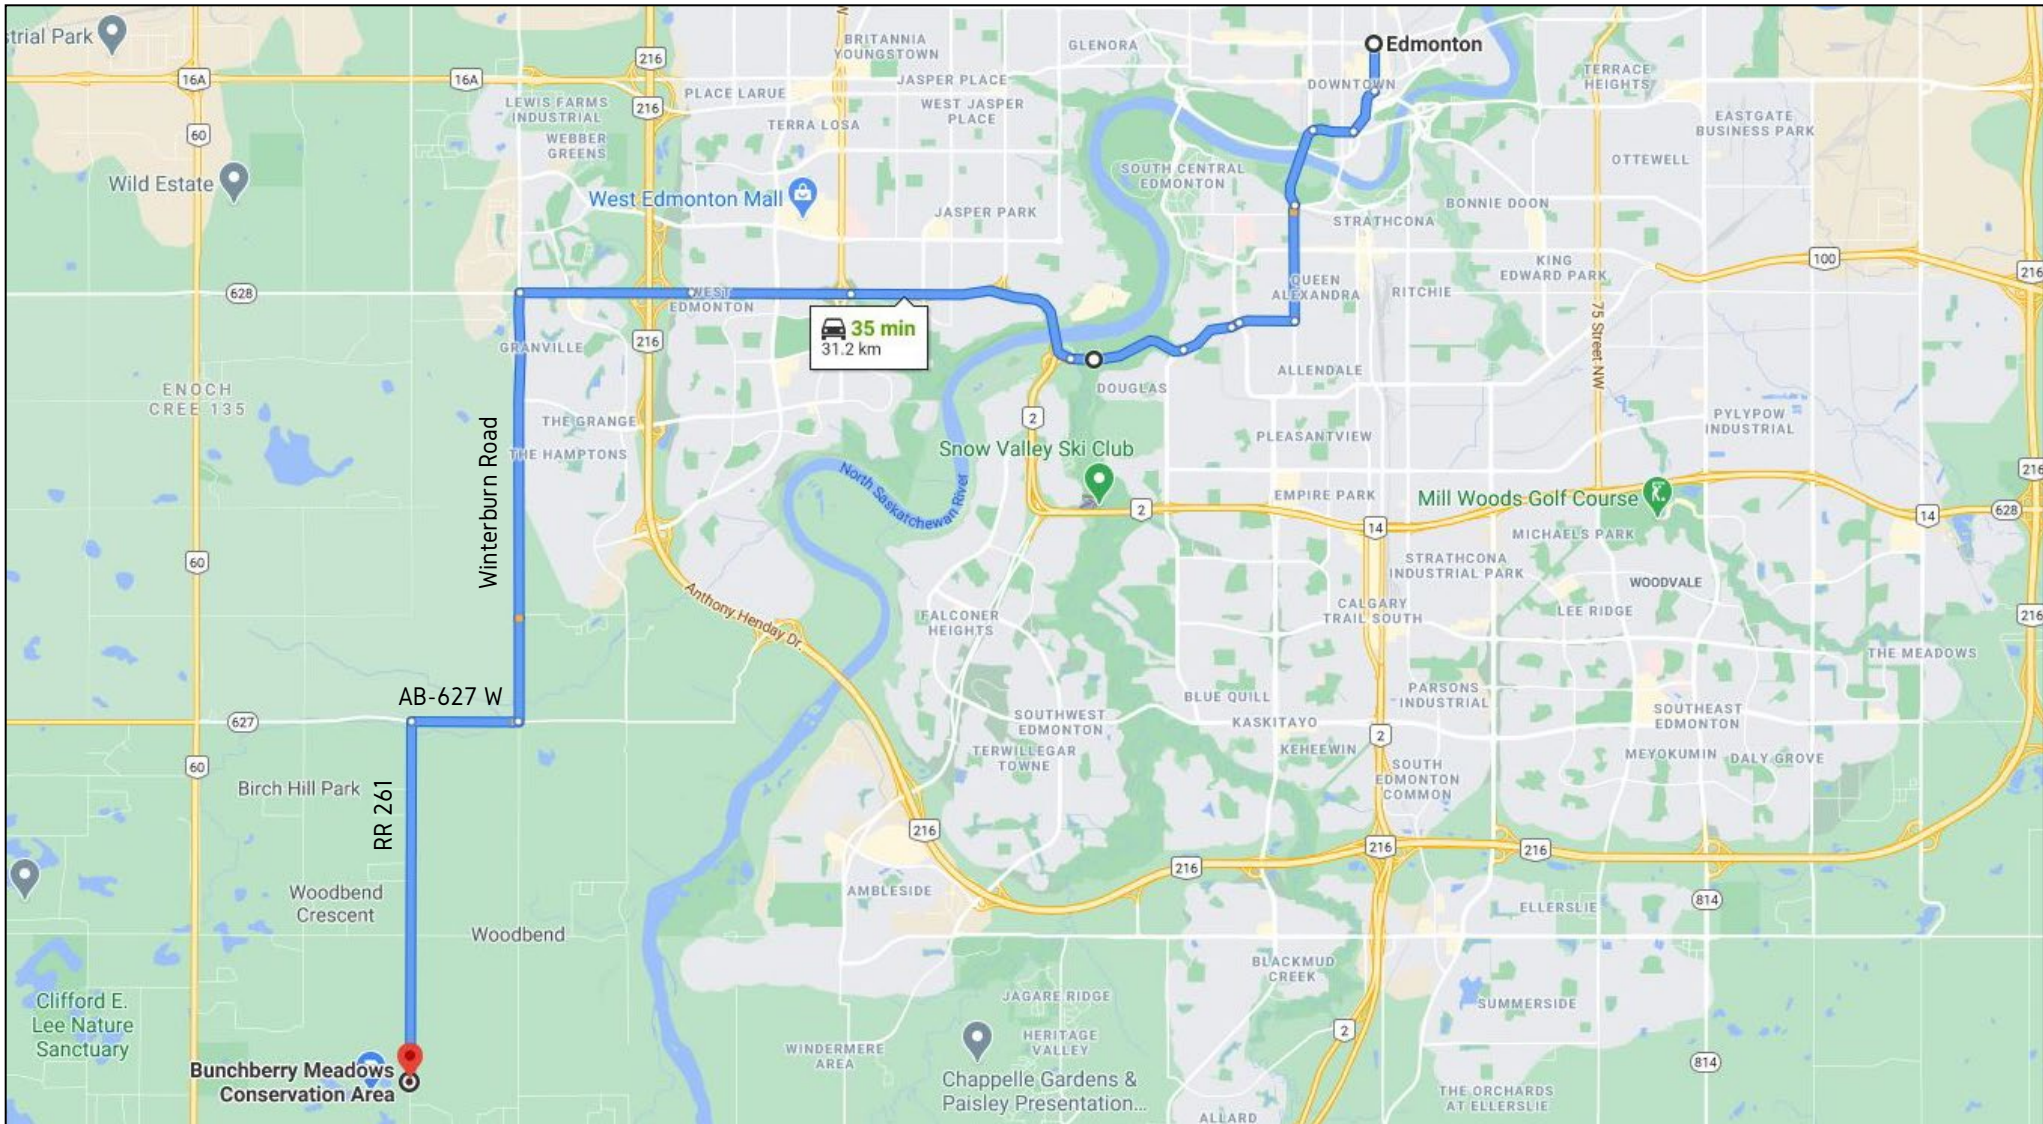 strial Park
16A
16A
60
216
216
LEWIS FARMS
INDUSTRIAL
WEBBER
GREENS
PLACE LARUE
BRITANNIA
YOUNGSTOWN
JASPER PLACE
WEST JASPER
PLACE
TERRA LOSA
GLENORA
Edmonton
DOWNTOWN
TERRACE
HEIGHTS
EASTGATE
BUSINESS PARK
OTTEWELL
Wild Estate
West Edmonton Mall
JASPER PARK
SOUTH CENTRAL
EDMONTON
STRATHCONA
BONNIE DOON
KING
EDWARD PARK
100
216
628
WEST
EDMONTON
QUEEN
ALEXANDRA
RITCHIE
35 min
31.2 km
216
GRANVILLE
ENOCH
CREE 135
THE GRANGE
THE HAMPTONS
DOUGLAS
ALLENDALE
75 Street NW
2
PLEASANTVIEW
PYLYPOW
INDUSTRIAL
Snow Valley Ski Club
216
North Saskatchewan River
Winterburn Road
2
EMPIRE PARK
Mill Woods Golf Course
14
14
628
MICHAELS PARK
60
STRATHCONA
INDUSTRIAL PARK
WOODVALE
Anthony Henday Dr.
FALCONER
HEIGHTS
CALGARY
TRAIL SOUTH
LEE RIDGE
216
THE MEADOWS
AB-627 W
627
BLUE QUILL
PARSONS
INDUSTRIAL
SOUTHWEST
EDMONTON
KASKITAYO
SOUTHEAST
EDMONTON
2
TERWILLEGAR
TOWNE
KEHEEWIN
MEYOKUMIN
DALY GROVE
60
SOUTH
EDMONTON
COMMON
Birch Hill Park
RR 261
216
216
216
216
AMBLESIDE
Woodbend
Crescent
814
ELLERSLIE
Woodbend
BLACKMUD
CREEK
Clifford E.
Lee Nature
Sanctuary
JAGARE RIDGE
SUMMERSIDE
2
WINDERMERE
AREA
HERITAGE
VALLEY
814
Bunchberry Meadows
Conservation Area
Chappelle Gardens &
Paisley Presentation...
THE ORCHARDS
AT ELLERSLIE
ALLARD